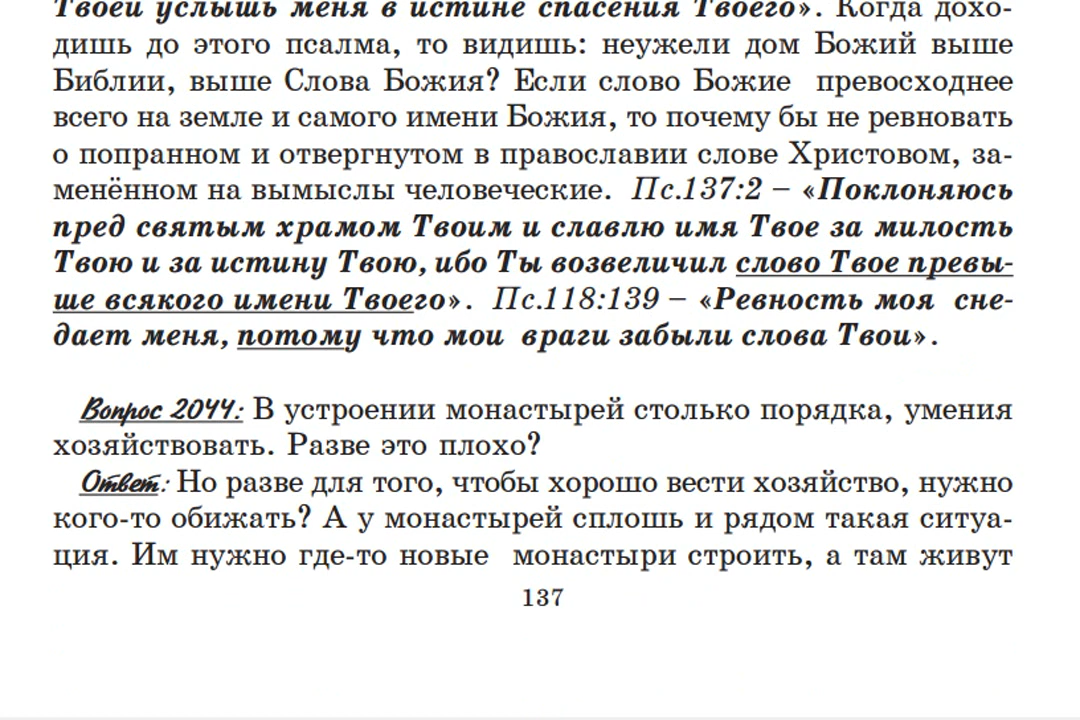 Твоей услышь меня в истине спасения Твоего». Когда дохо-
дишь до этого псалма, то видишь: неужели дом Божий выше
Библии, выше Слова Божия? Если слово Божие превосходнее
всего на земле и самого имени Божия, то почему бы не ревновать
о попранном и отвергнутом в православии слове Христовом, за-
менённом на вымыслы человеческие. Пс.137:2 – «Поклоняюсь
пред святым храмом Твоим и славлю имя Твое за милость
Твою и за истину Твою, ибо Ты возвеличил слово Твое превы-
ше всякого имени Твоего». Пс.118:139 – «Ревность моя сне-
дает меня, потому что мои враги забыли слова Твои».
Вопрос 2044: В устроении монастырей столько порядка, умения
хозяйствовать. Разве это плохо?
Ответ: Но разве для того, чтобы хорошо вести хозяйство, нужно
кого-то обижать? А у монастырей сплошь и рядом такая ситуа-
ция. Им нужно где-то новые монастыри строить, а там живут
137